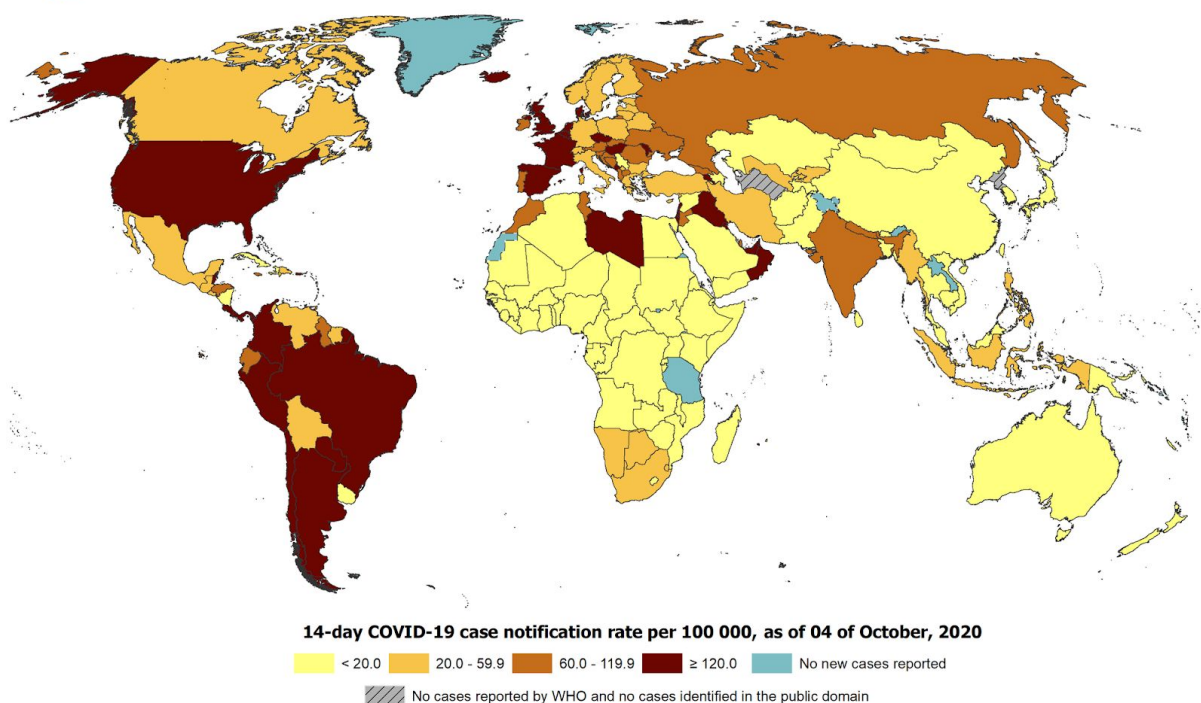 14-day COVID-19 case notification rate per 100 000, as of 04 of October, 2020
< 20.0 20.0 - 59.9 60.0 - 119.9 ≥ 120.0 No new cases reported
No cases reported by WHO and no cases identified in the public domain